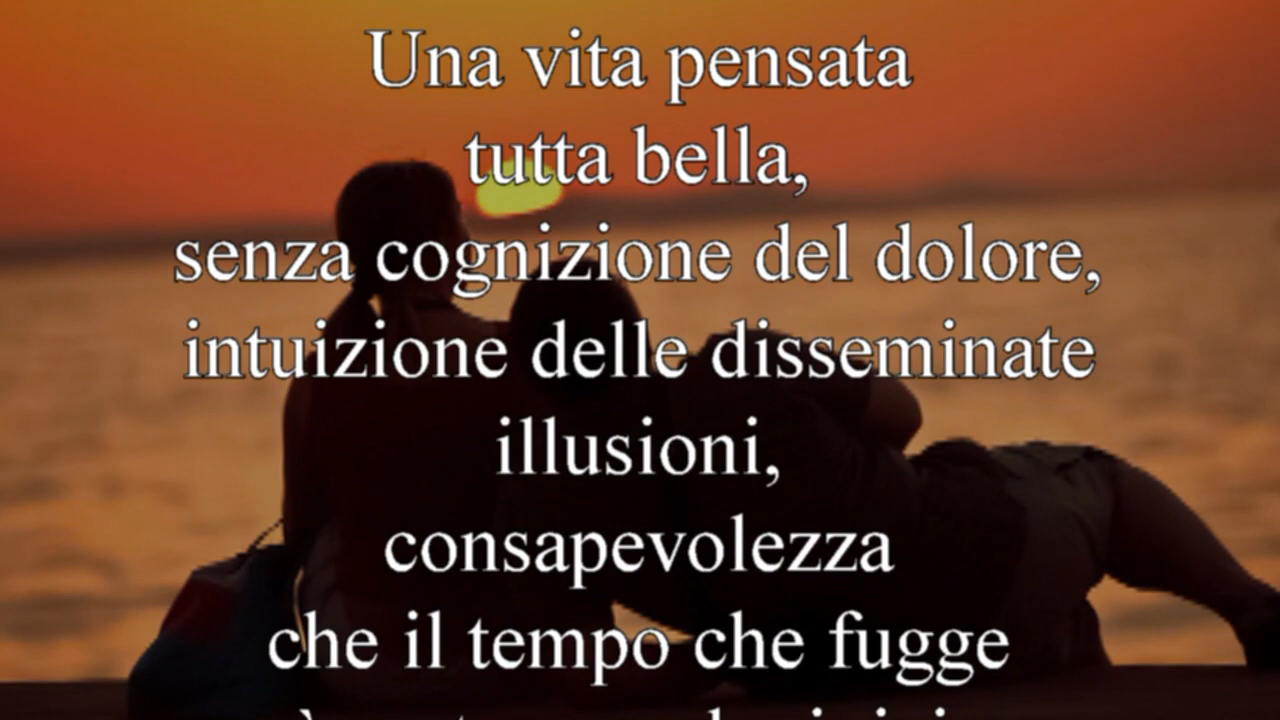 Una vita pensata
tutta bella,
senza cognizione del dolore,
intuizione delle disseminate
illusioni,
consapevolezza
che il tempo che fugge
è